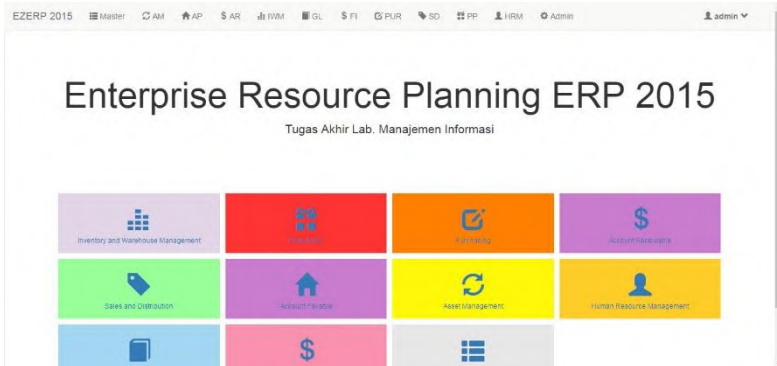 EZERP 2015 Master AM AP AR IWM GL FI PUR SD PP HRM Admin admin
Enterprise Resource Planning ERP 2015
Tugas Akhir Lab. Manajemen Informasi
Inventory and Warehouse Management Purchasing Account Receivable
Sales and Distribution Account Payable Asset Management Human Resource Management